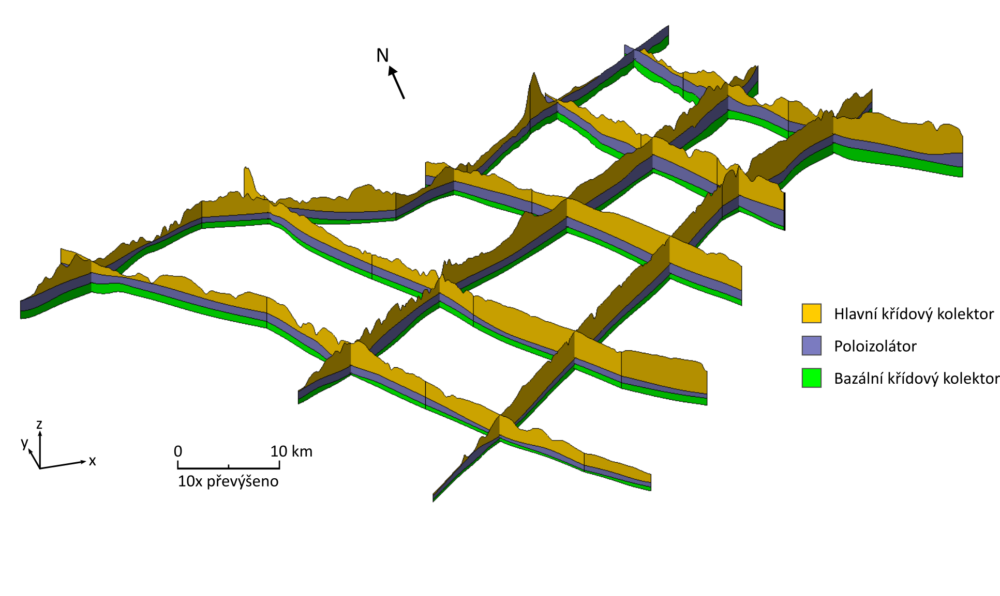 N
Hlavní křídový kolektor
Poloizolátor
Bazální křídový kolektor
z
y
x
0 10 km
10x převýšeno